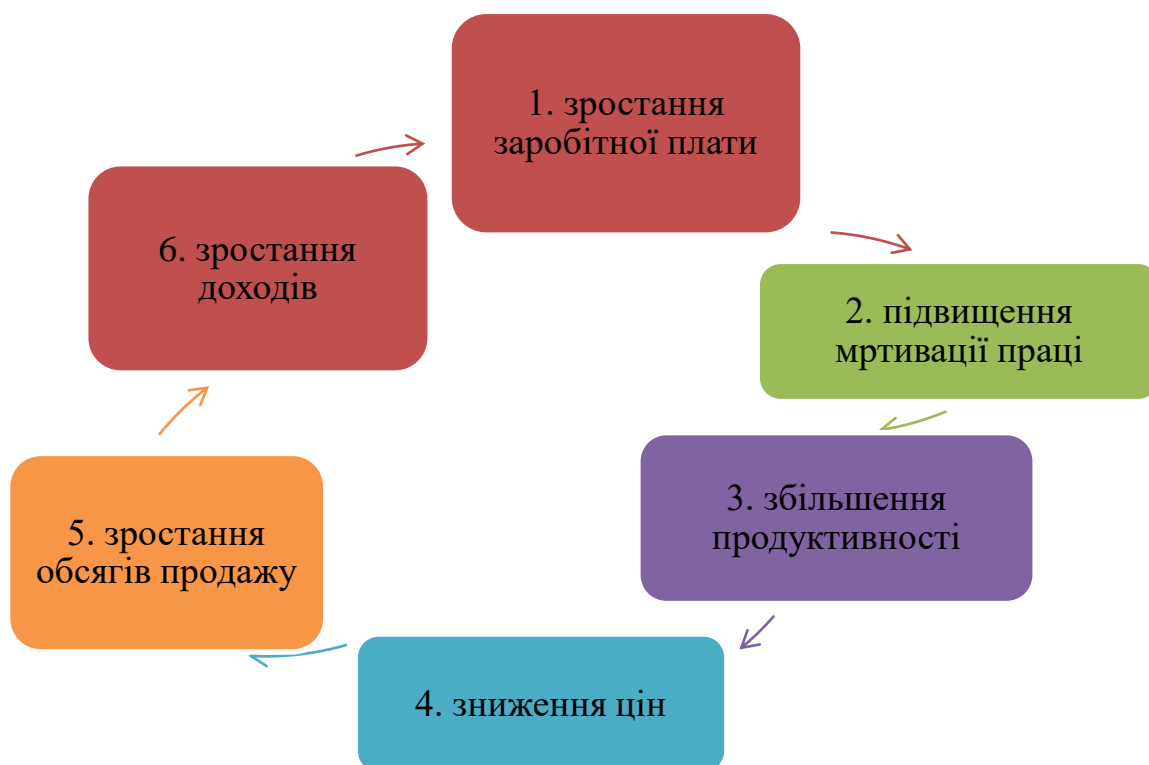 1. зростання
заробітної плати
2. підвищення
мртивації праці
3. збільшення
продуктивності
4. зниження цін
5. зростання
обсягів продажу
6. зростання
доходів